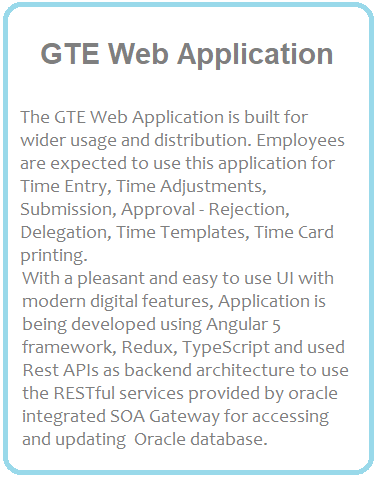 GTE Web Application
The GTE Web Application is built for
wider usage and distribution. Employees
are expected to use this application for
Time Entry, Time Adjustments,
Submission, Approval - Rejection,
Delegation, Time Templates, Time Card
printing.
With a pleasant and easy to use UI with
modern digital features, Application is
being developed using Angular 5
framework, Redux, TypeScript and used
Rest APIs as backend architecture to use
the RESTful services provided by oracle
integrated SOA Gateway for accessing
and updating  Oracle database.